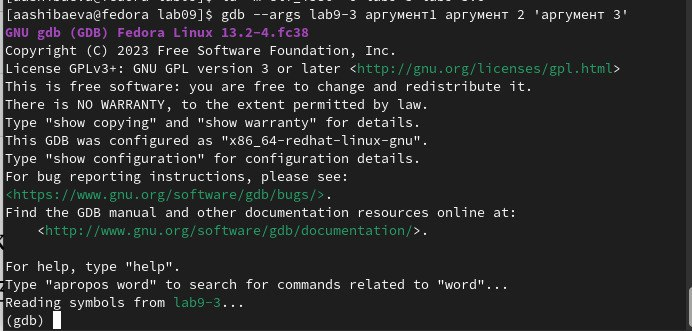 [aashibaeva@fedora lab09]$ gdb --args lab9-3 аргумент1 аргумент 2 'аргумент 3'
GNU gdb (GDB) Fedora Linux 13.2-4.fc38
Copyright (C) 2023 Free Software Foundation, Inc.
License GPLv3+: GNU GPL version 3 or later <http://gnu.org/licenses/gpl.html>
This is free software: you are free to change and redistribute it.
There is NO WARRANTY, to the extent permitted by law.
Type "show copying" and "show warranty" for details.
This GDB was configured as "x86_64-redhat-linux-gnu".
Type "show configuration" for configuration details.
For bug reporting instructions, please see:
<https://www.gnu.org/software/gdb/bugs/>.
Find the GDB manual and other documentation resources online at:
    <http://www.gnu.org/software/gdb/documentation/>.
For help, type "help".
Type "apropos word" to search for commands related to "word"...
Reading symbols from lab9-3...
(gdb)